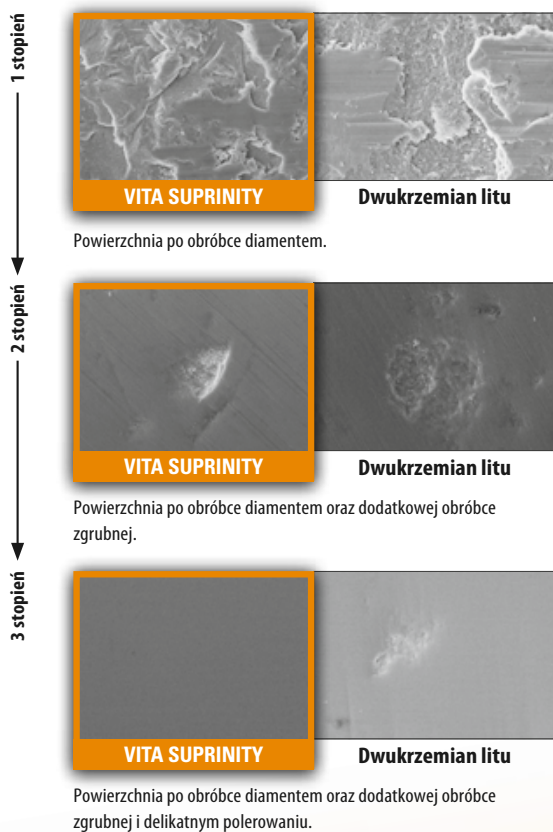 1 stopień
VITA SUPRINITY
Dwukrzemian litu
Powierzchnia po obróbce diamentem.
2 stopień
VITA SUPRINITY
Dwukrzemian litu
Powierzchnia po obróbce diamentem oraz dodatkowej obróbce
zgrubnej.
3 stopień
VITA SUPRINITY
Dwukrzemian litu
Powierzchnia po obróbce diamentem oraz dodatkowej obróbce
zgrubnej i delikatnym polerowaniu.